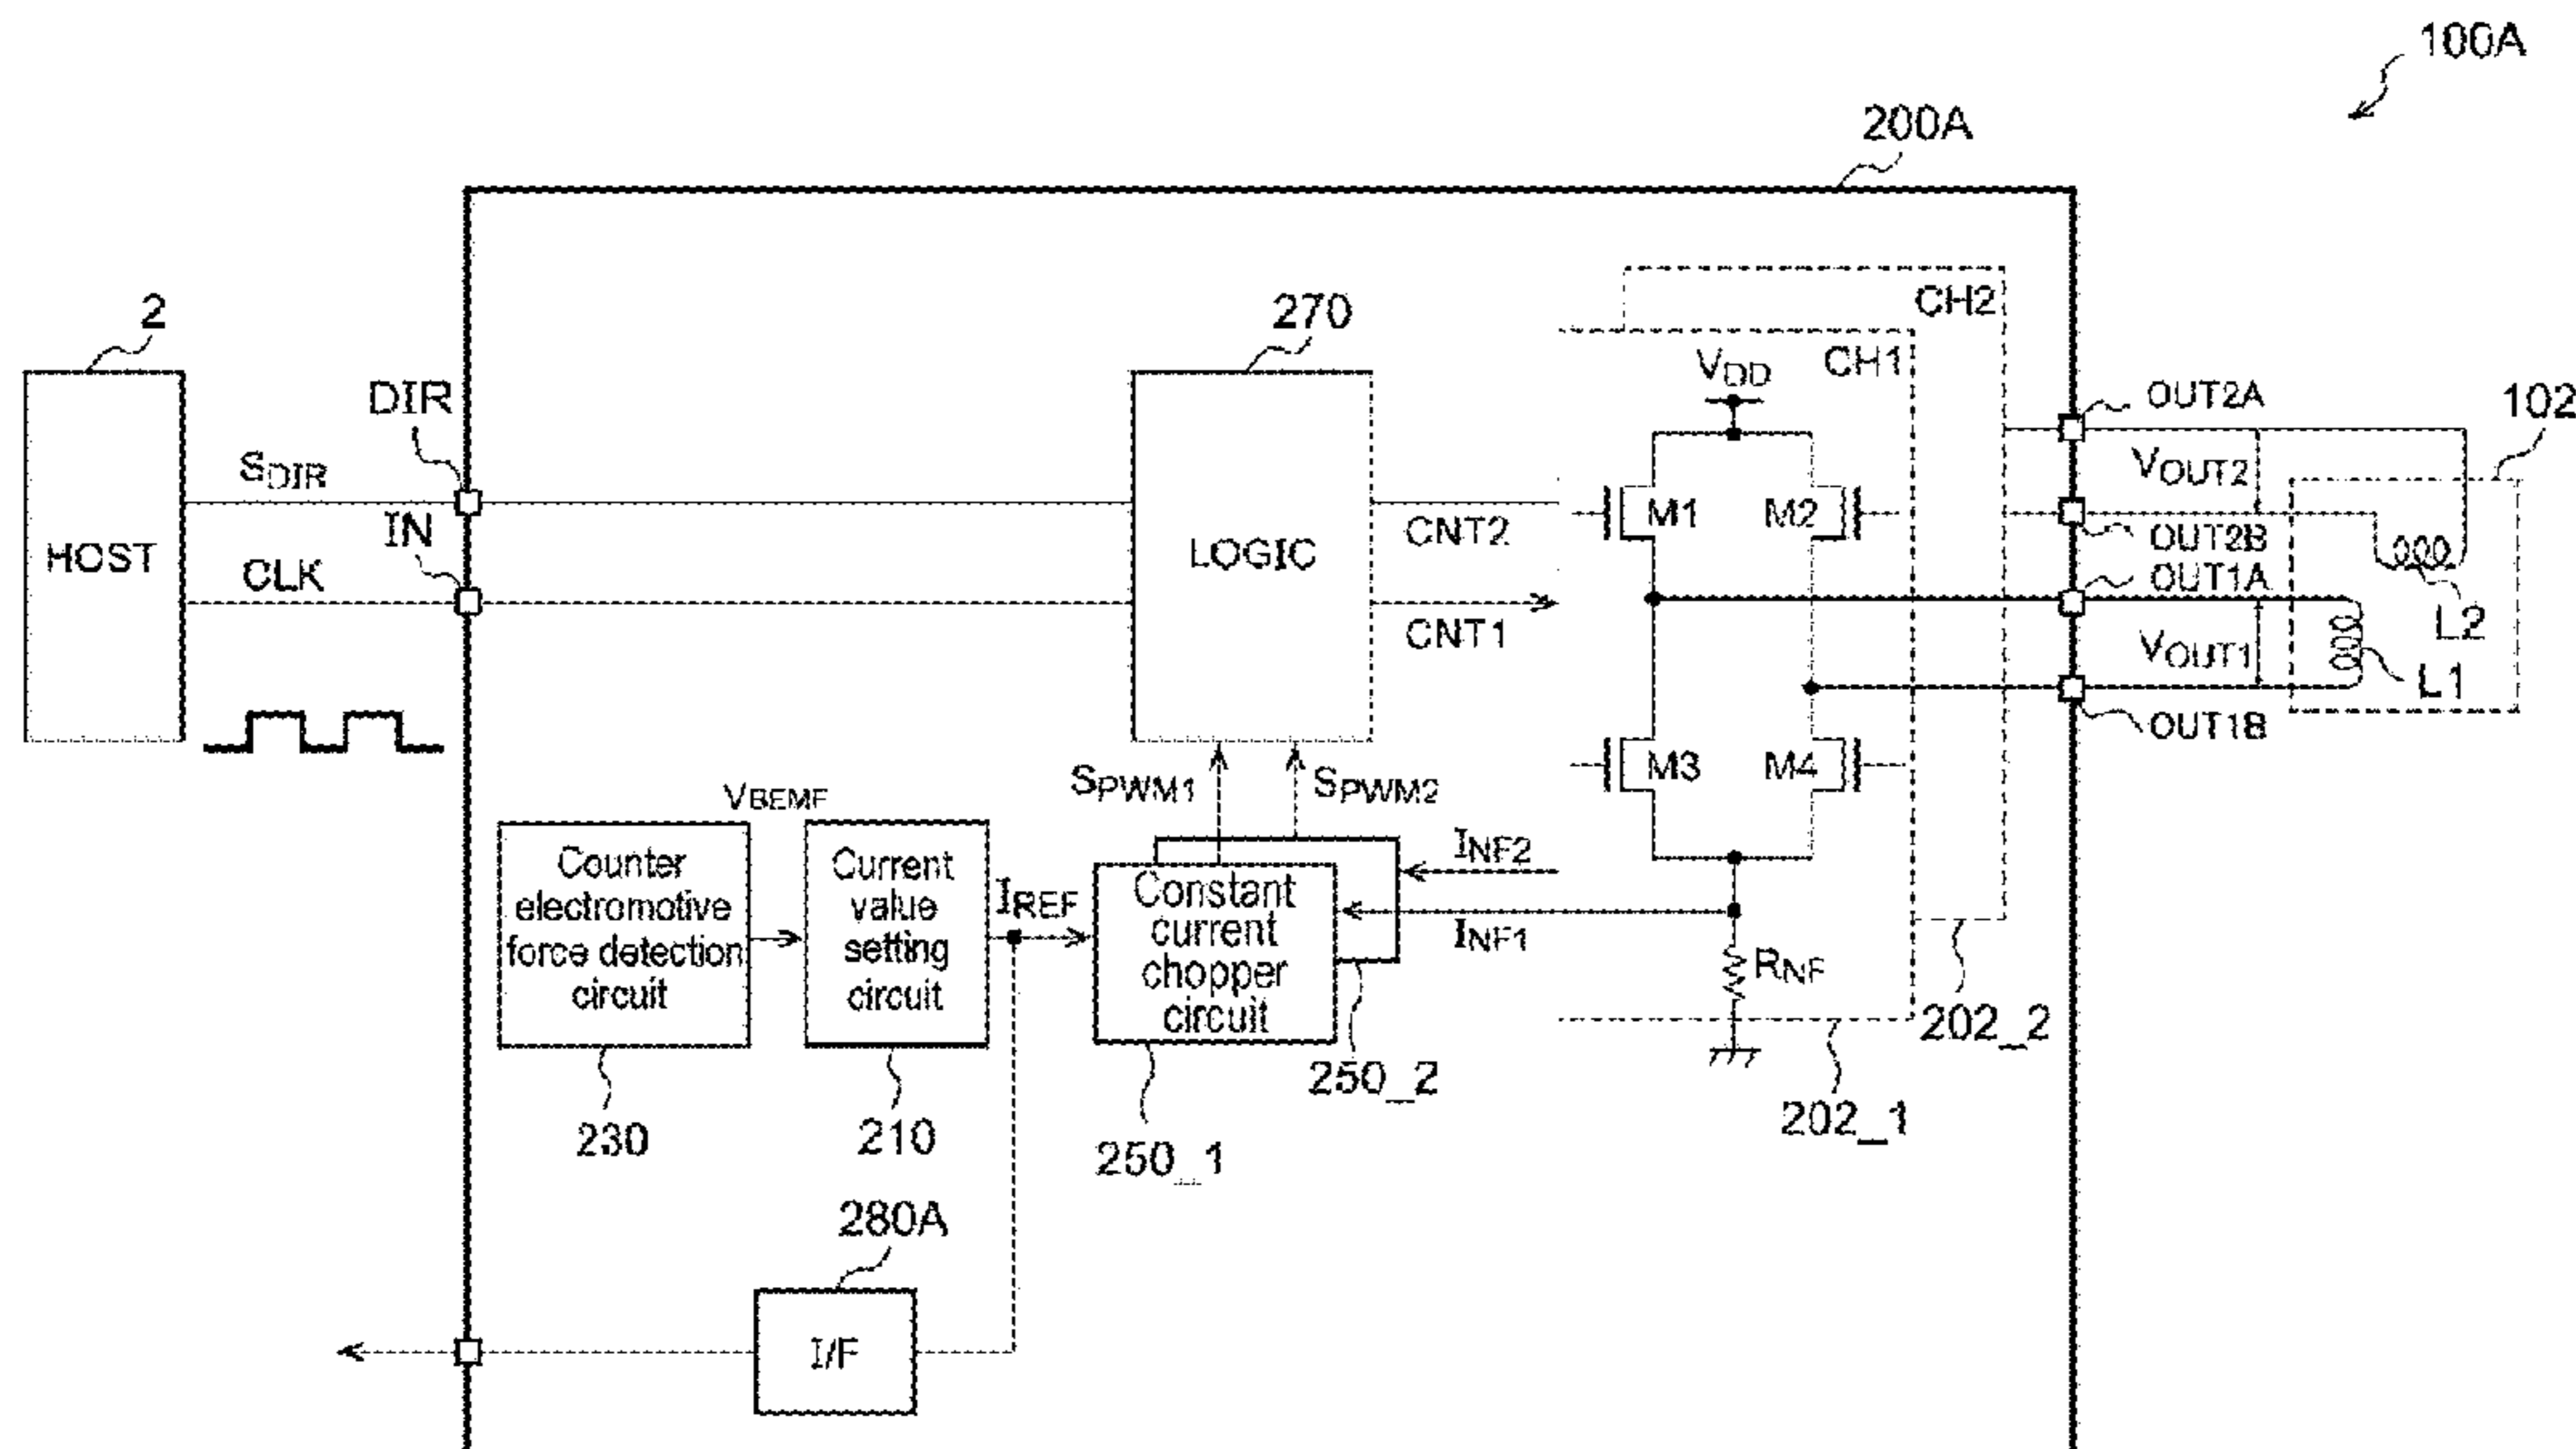 100A
200A
2
HOST
DIR
SDIR
IN
CLK
270
LOGIC
CNT2
CNT1
CH2
CH1
VDD
M1
M2
M3
M4
RNF
OUT2A
VOUT2
OUT2B
OUT1A
VOUT1
OUT1B
102
L2
L1
SPWM1
SPWM2
VBEMF
Counter
electromotive
force detection
circuit
230
Current
value
setting
circuit
210
IREF
Constant
current
chopper
circuit
250_1
250_2
INF2
INF1
202_2
202_1
280A
I/F